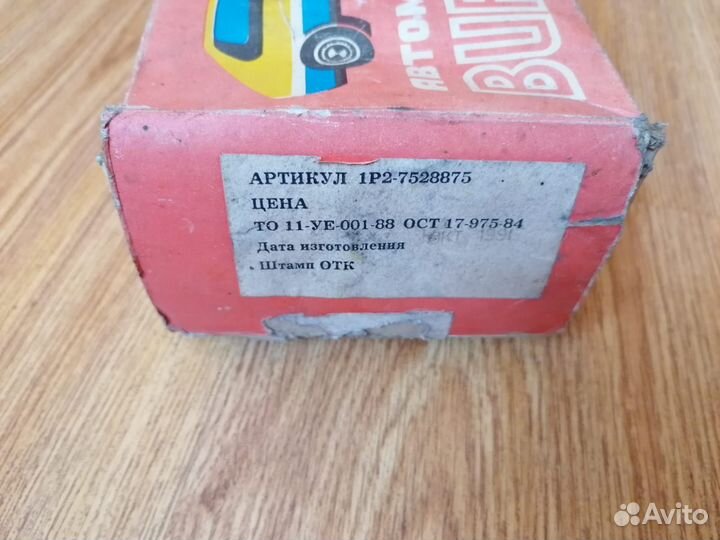 АВТОМ
ВИ
АРТИКУЛ 1Р2-7528875
ЦЕНА
ТО 11-УЕ-001-88 ОСТ 17-975-84
1991
Дата изготовления
Штамп ОТК
Avito